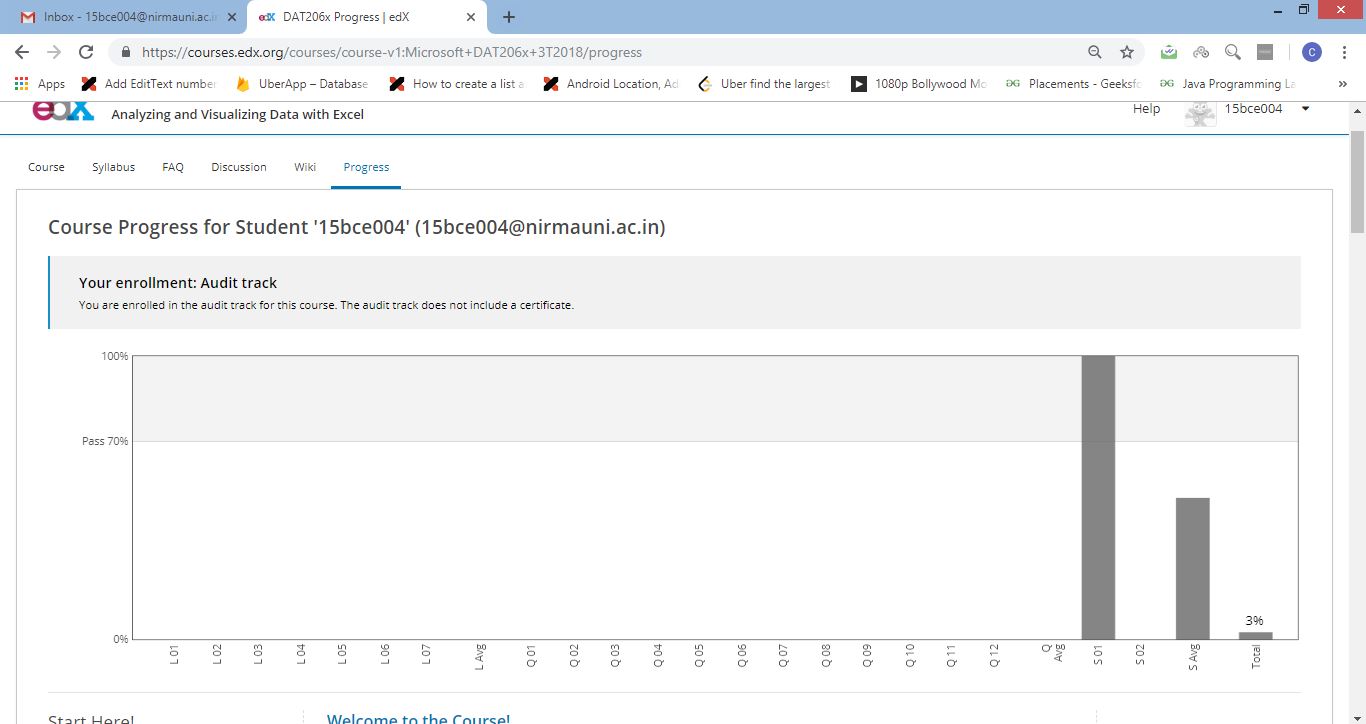 Inbox - 15bce004@nirmauni.ac.i
DAT206x Progress | edX
https://courses.edx.org/courses/course-v1:Microsoft+DAT206x+3T2018/progress
C
Apps
Add EditText number
UberApp – Database
How to create a list a
Android Location, Ad
Uber find the largest
1080p Bollywood Mo
Placements - Geeksfo
Java Programming La
edX
Analyzing and Visualizing Data with Excel
Help
15bce004
Course
Syllabus
FAQ
Discussion
Wiki
Progress
Course Progress for Student '15bce004' (15bce004@nirmauni.ac.in)
Your enrollment: Audit track
You are enrolled in the audit track for this course. The audit track does not include a certificate.
100%
Pass 70%
0%
3%
L 01
L 02
L 03
L 04
L 05
L 06
L 07
L Avg
Q 01
Q 02
Q 03
Q 04
Q 05
Q 06
Q 07
Q 08
Q 09
Q 10
Q 11
Q 12
Q
Avg
S 01
S 02
S Avg
Total
Start Here!
Welcome to the Course!